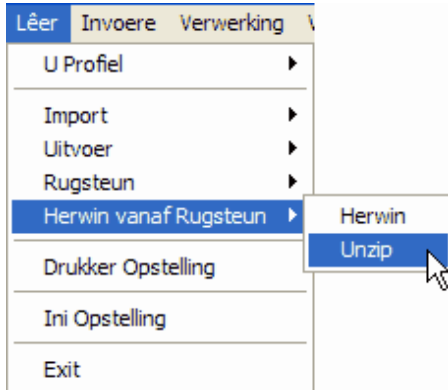 Lêer Invoere Verwerking
U Profiel
Import
Uitvoer
Rugsteun
Herwin vanaf Rugsteun
Herwin
Unzip
Drukker Opstelling
Ini Opstelling
Exit